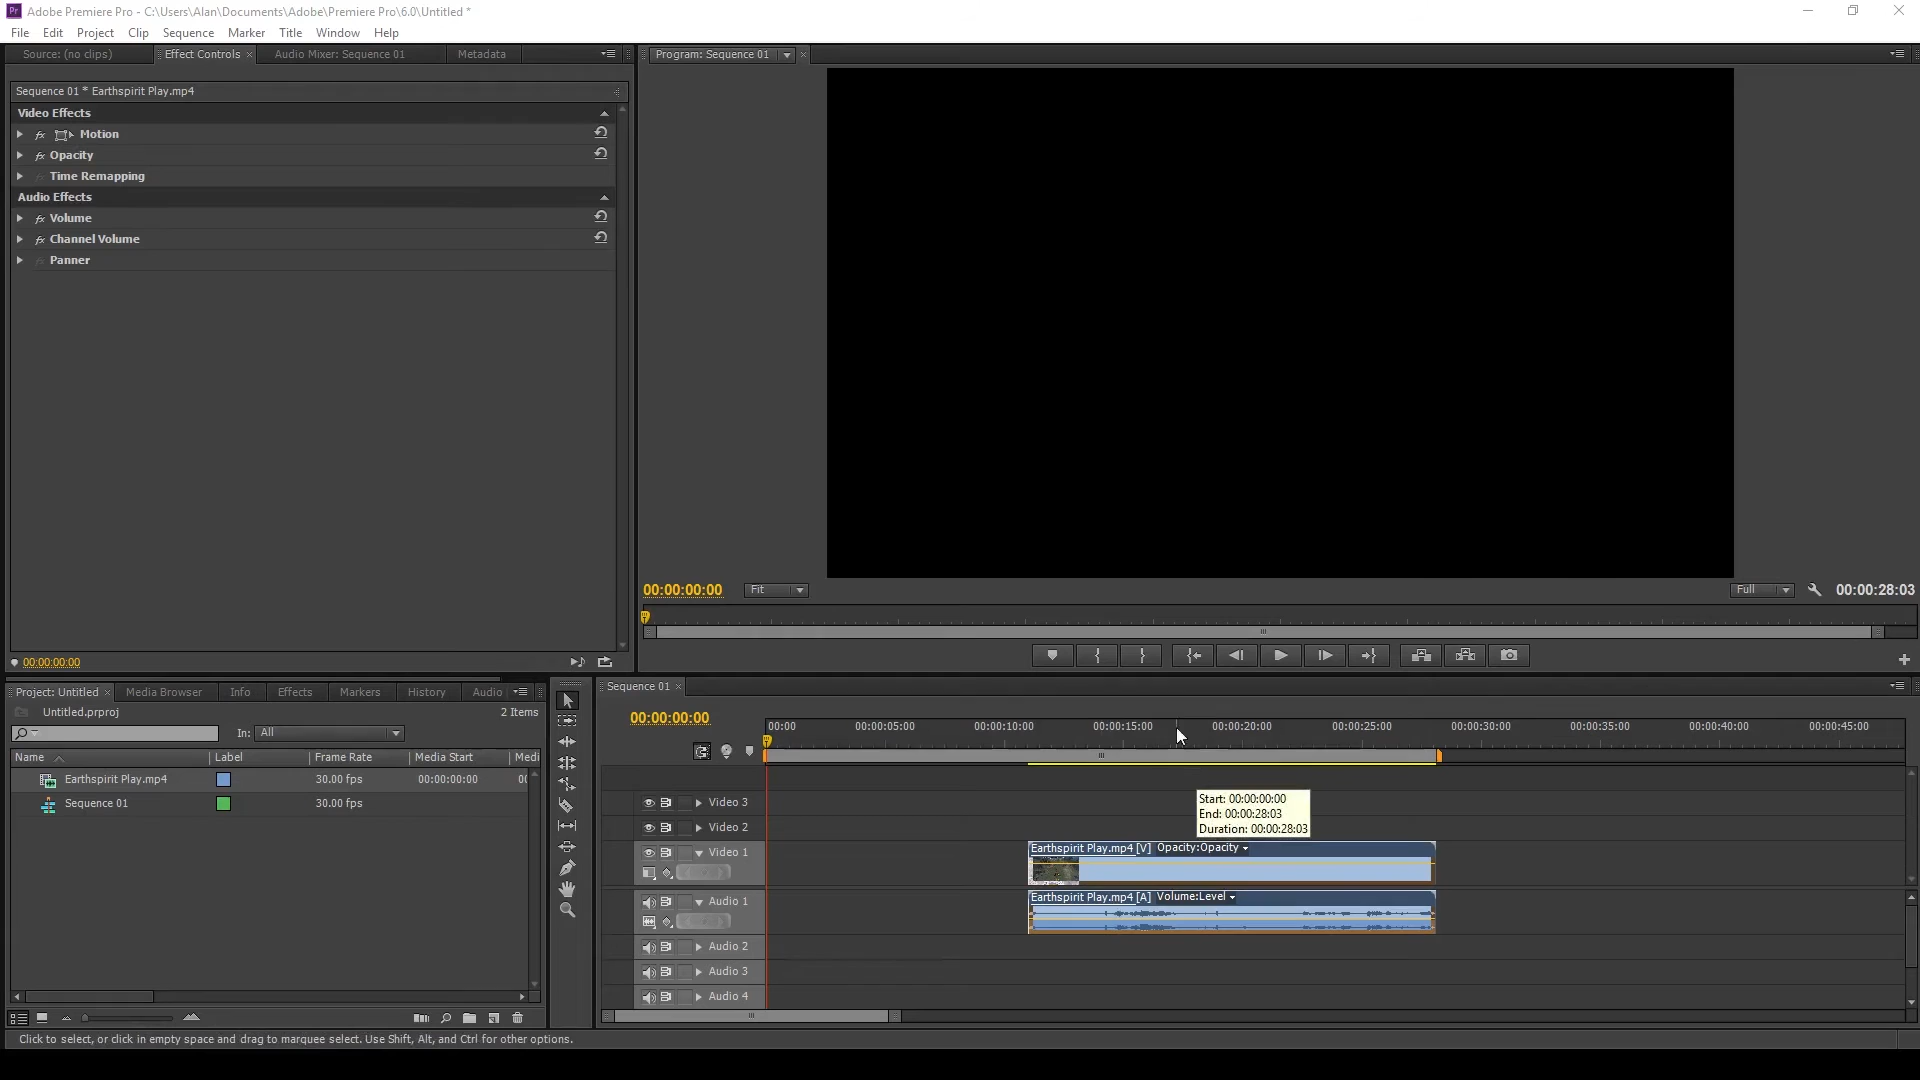 Adobe Premiere Pro - C:\Users\Alan\Documents\Adobe\Premiere Pro\6.0\Untitled *
File Edit Project Clip Sequence Marker Title Window Help
Source: (no clips) Effect Controls Audio Mixer: Sequence 01 Metadata
Program: Sequence 01
Sequence 01 * Earthspirit Play.mp4
Video Effects
fx Motion
fx Opacity
Time Remapping
Audio Effects
fx Volume
fx Channel Volume
Panner
00:00:00:00 Fit Full 00:00:28:03
00:00:00:00
Project: Untitled Media Browser Info Effects Markers History Audio
Untitled.prproj 2 Items
In: All
Name Label Frame Rate Media Start Medi
Earthspirit Play.mp4 30.00 fps 00:00:00:00 00
Sequence 01 30.00 fps
Sequence 01
00:00:00:00
00:00 00:00:05:00 00:00:10:00 00:00:15:00 00:00:20:00 00:00:25:00 00:00:30:00 00:00:35:00 00:00:40:00 00:00:45:00
Video 3
Start: 00:00:00:00
End: 00:00:28:03
Duration: 00:00:28:03
Video 2
Video 1
Earthspirit Play.mp4 [V] Opacity:Opacity
Audio 1
Earthspirit Play.mp4 [A] Volume:Level
Audio 2
Audio 3
Audio 4
Click to select, or click in empty space and drag to marquee select. Use Shift, Alt, and Ctrl for other options.